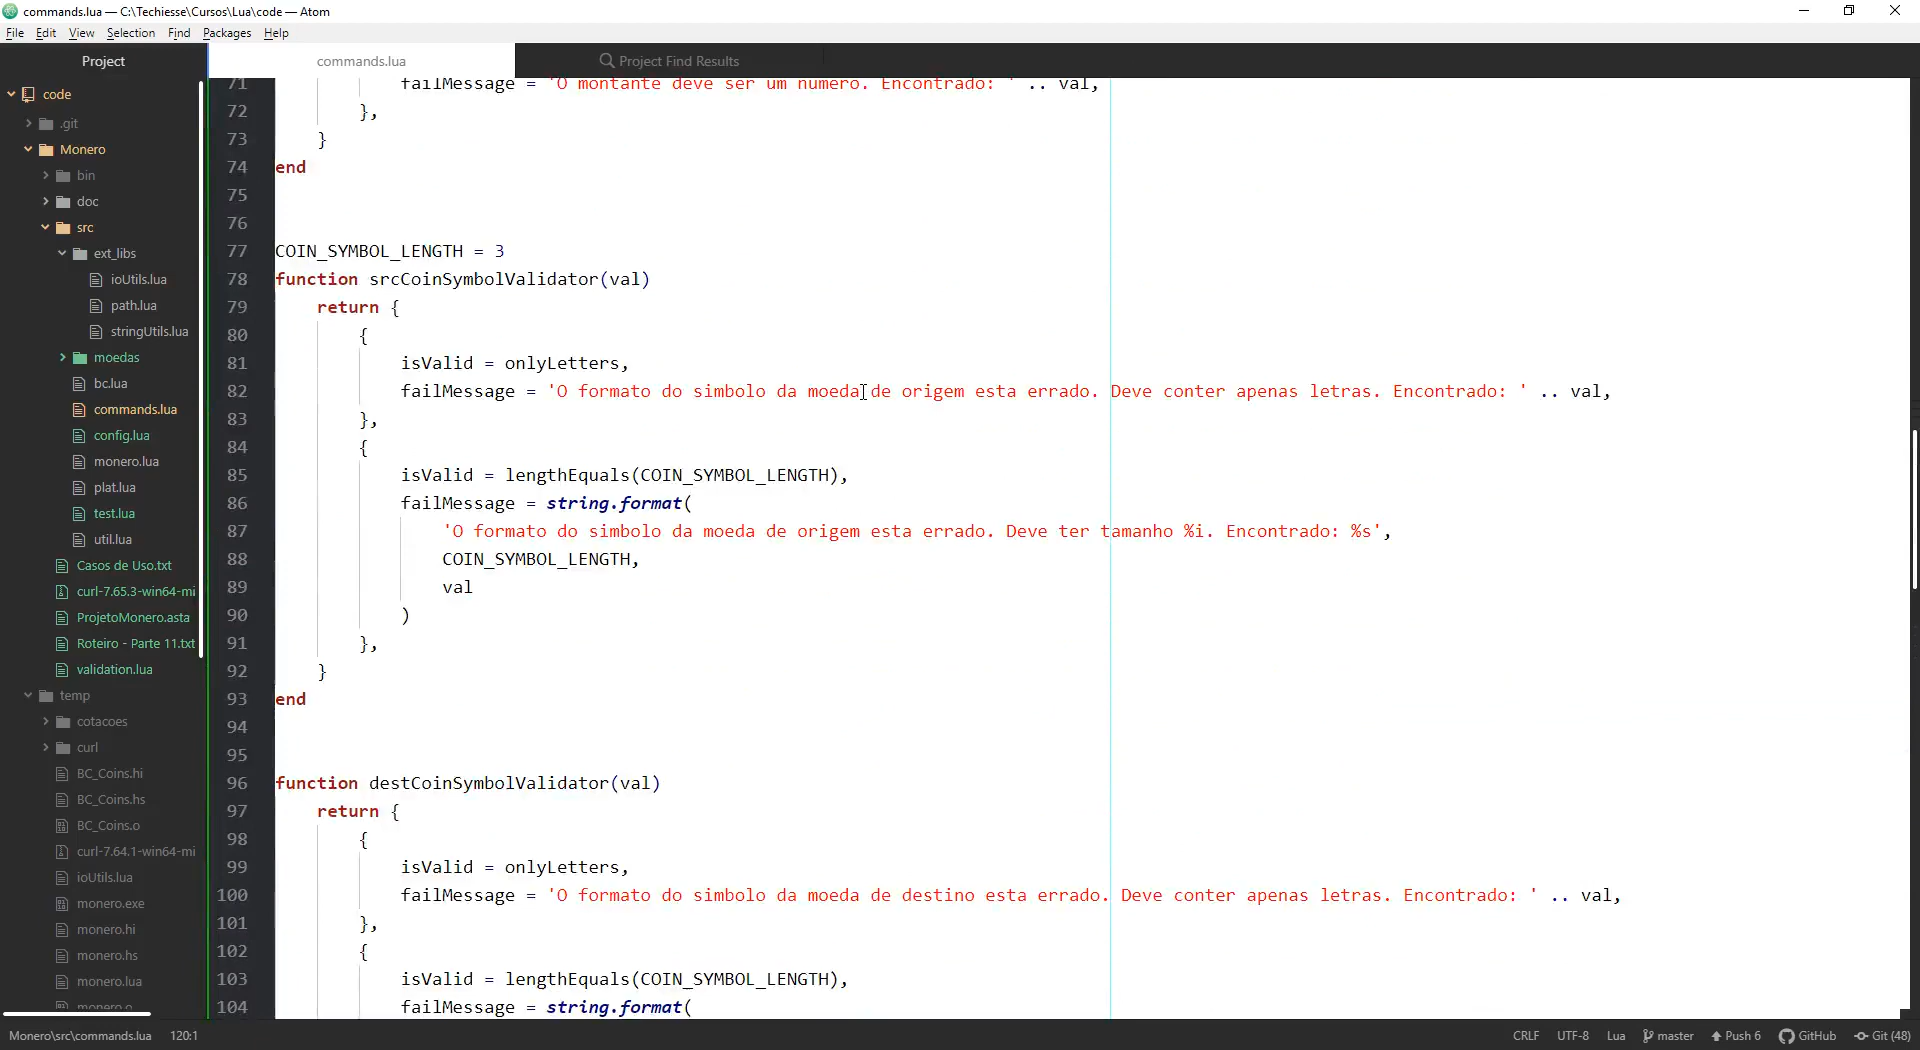 commands.lua — C:\Techiesse\Cursos\Lua\code — Atom
File Edit View Selection Find Packages Help
Project
commands.lua
Project Find Results
code
.git
Monero
bin
doc
src
ext_libs
ioUtils.lua
path.lua
stringUtils.lua
moedas
bc.lua
commands.lua
config.lua
monero.lua
plat.lua
test.lua
util.lua
Casos de Uso.txt
curl-7.65.3-win64-mi
ProjetoMonero.asta
Roteiro - Parte 11.txt
validation.lua
temp
cotacoes
curl
BC_Coins.hi
BC_Coins.hs
BC_Coins.o
curl-7.64.1-win64-mi
ioUtils.lua
monero.exe
monero.hi
monero.hs
monero.lua
monero.o
71 failMessage = 'O montante deve ser um numero. Encontrado: ' .. val,
72 },
73 }
74 end
75
76
77 COIN_SYMBOL_LENGTH = 3
78 function srcCoinSymbolValidator(val)
79 return {
80 {
81 isValid = onlyLetters,
82 failMessage = 'O formato do simbolo da moeda de origem esta errado. Deve conter apenas letras. Encontrado: ' .. val,
83 },
84 {
85 isValid = lengthEquals(COIN_SYMBOL_LENGTH),
86 failMessage = string.format(
87 'O formato do simbolo da moeda de origem esta errado. Deve ter tamanho %i. Encontrado: %s',
88 COIN_SYMBOL_LENGTH,
89 val
90 )
91 },
92 }
93 end
94
95
96 function destCoinSymbolValidator(val)
97 return {
98 {
99 isValid = onlyLetters,
100 failMessage = 'O formato do simbolo da moeda de destino esta errado. Deve conter apenas letras. Encontrado: ' .. val,
101 },
102 {
103 isValid = lengthEquals(COIN_SYMBOL_LENGTH),
104 failMessage = string.format(
Monero\src\commands.lua 120:1 CRLF UTF-8 Lua master Push 6 GitHub Git (48)